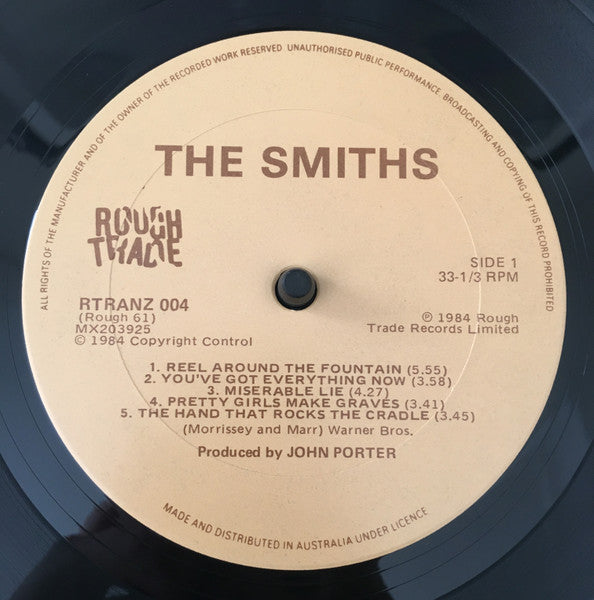 ALL RIGHTS OF THE MANUFACTURER AND OF THE OWNER OF THE RECORDED WORK RESERVED UNAUTHORISED PUBLIC PERFORMANCE BROADCASTING AND COPYING OF THIS RECORD PROHIBITED
THE SMITHS
ROUGH
TRADE
SIDE 1
33-1/3 RPM
RTRANZ 004
(Rough 61)
MX203925
© 1984 Copyright Control
℗ 1984 Rough
Trade Records Limited
1. REEL AROUND THE FOUNTAIN (5.55)
2. YOU'VE GOT EVERYTHING NOW (3.58)
3. MISERABLE LIE (4.27)
4. PRETTY GIRLS MAKE GRAVES (3.41)
5. THE HAND THAT ROCKS THE CRADLE (3.45)
(Morrissey and Marr) Warner Bros.
Produced by JOHN PORTER
MADE AND DISTRIBUTED IN AUSTRALIA UNDER LICENCE